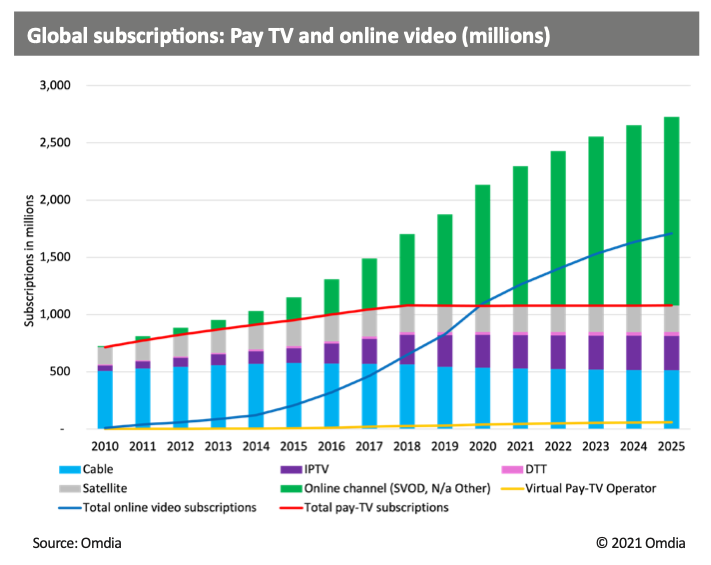 Global subscriptions: Pay TV and online video (millions)
3,000
2,500
2,000
1,500
1,000
500
-
Subscriptions in millions
2010 2011 2012 2013 2014 2015 2016 2017 2018 2019 2020 2021 2022 2023 2024 2025
Cable IPTV DTT
Satellite Online channel (SVOD, N/a Other) Virtual Pay-TV Operator
Total online video subscriptions Total pay-TV subscriptions
Source: Omdia © 2021 Omdia